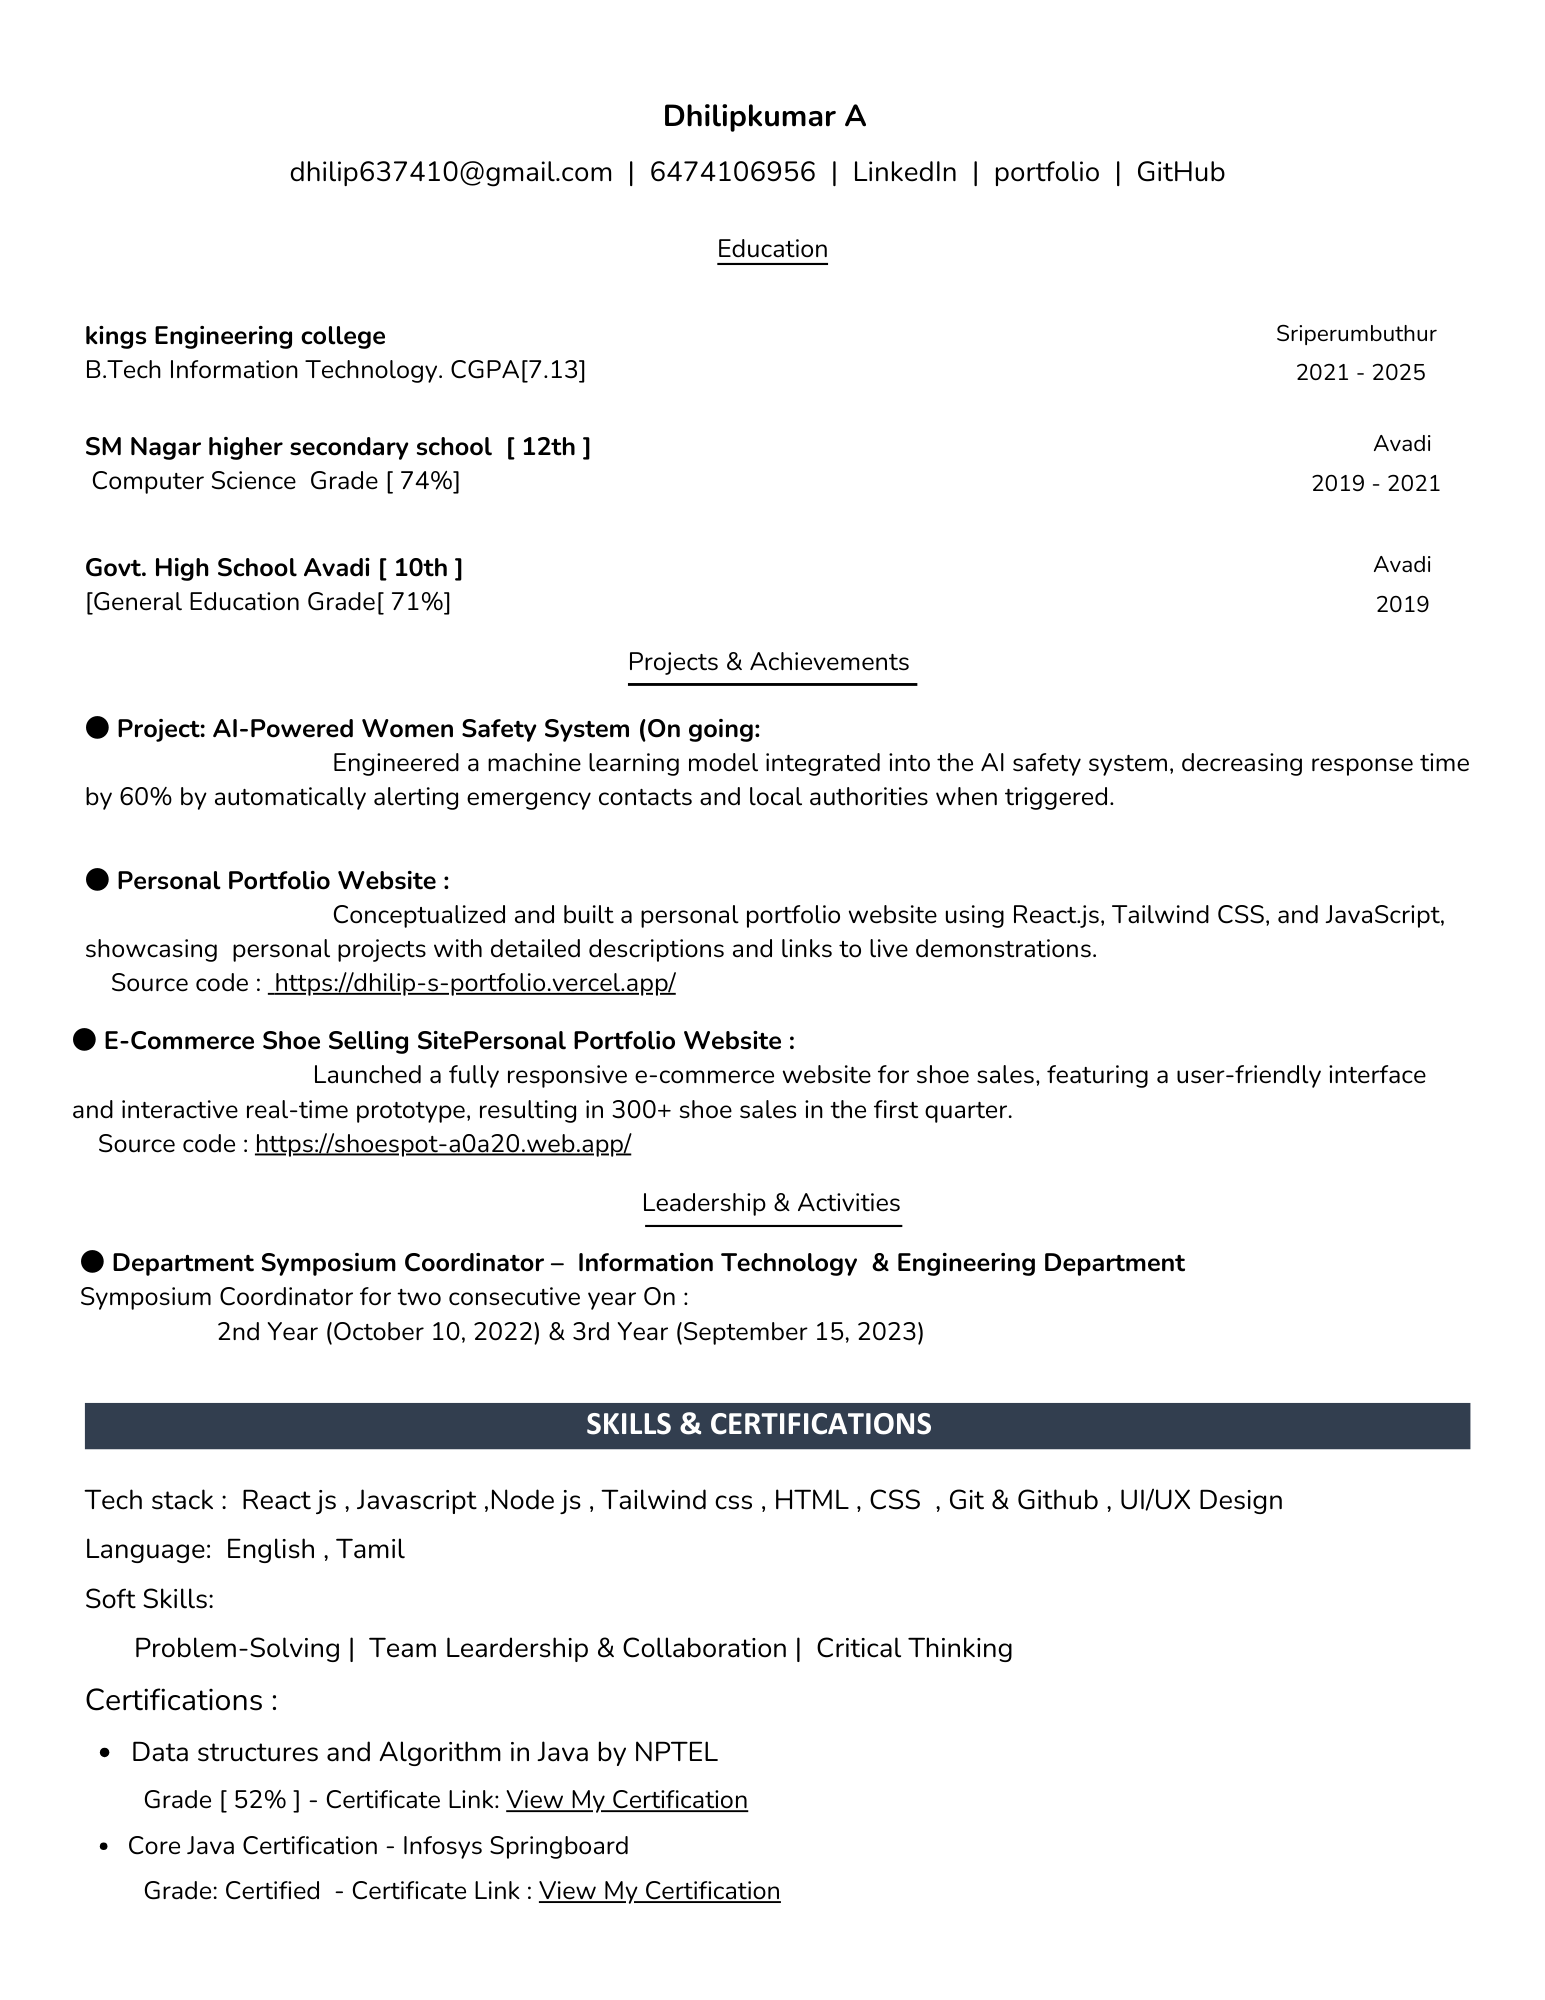 Dhilipkumar A
dhilip637410@gmail.com | 6474106956 | LinkedIn | portfolio | GitHub
Education
kings Engineering college
Sriperumbuthur
B.Tech Information Technology. CGPA[7.13]
2021 - 2025
SM Nagar higher secondary school [ 12th ]
Avadi
Computer Science Grade [ 74%]
2019 - 2021
Govt. High School Avadi [ 10th ]
Avadi
[General Education Grade[ 71%]
2019
Projects & Achievements
● Project: AI-Powered Women Safety System (On going:
Engineered a machine learning model integrated into the AI safety system, decreasing response time
by 60% by automatically alerting emergency contacts and local authorities when triggered.
● Personal Portfolio Website :
Conceptualized and built a personal portfolio website using React.js, Tailwind CSS, and JavaScript,
showcasing personal projects with detailed descriptions and links to live demonstrations.
Source code : https://dhilip-s-portfolio.vercel.app/
● E-Commerce Shoe Selling SitePersonal Portfolio Website :
Launched a fully responsive e-commerce website for shoe sales, featuring a user-friendly interface
and interactive real-time prototype, resulting in 300+ shoe sales in the first quarter.
Source code : https://shoespot-a0a20.web.app/
Leadership & Activities
● Department Symposium Coordinator – Information Technology & Engineering Department
Symposium Coordinator for two consecutive year On :
2nd Year (October 10, 2022) & 3rd Year (September 15, 2023)
SKILLS & CERTIFICATIONS
Tech stack : React js , Javascript ,Node js , Tailwind css , HTML , CSS , Git & Github , UI/UX Design
Language: English , Tamil
Soft Skills:
Problem-Solving | Team Leardership & Collaboration | Critical Thinking
Certifications :
• Data structures and Algorithm in Java by NPTEL
Grade [ 52% ] - Certificate Link: View My Certification
• Core Java Certification - Infosys Springboard
Grade: Certified - Certificate Link : View My Certification